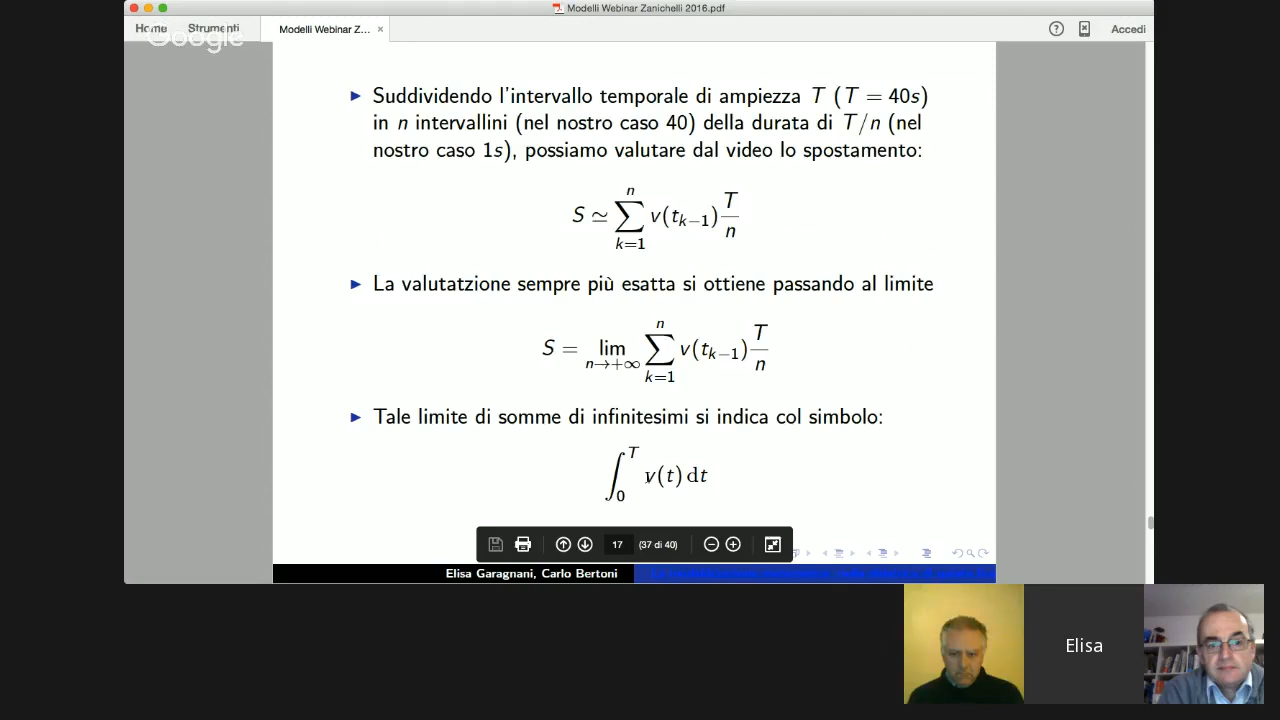 Modelli Webinar Zanichelli 2016.pdf
Home Strumenti Modelli Webinar Z... × Accedi
Google
▶ Suddividendo l'intervallo temporale di ampiezza T (T = 40s)
in n intervallini (nel nostro caso 40) della durata di T/n (nel
nostro caso 1s), possiamo valutare dal video lo spostamento:
S ≃ ∑_{k=1}^{n} v(t_{k−1}) T/n
▶ La valutatzione sempre più esatta si ottiene passando al limite
S = lim_{n→+∞} ∑_{k=1}^{n} v(t_{k−1}) T/n
▶ Tale limite di somme di infinitesimi si indica col simbolo:
∫_0^T v(t) dt
17 (37 di 40)
Elisa Garagnani, Carlo Bertoni
Elisa